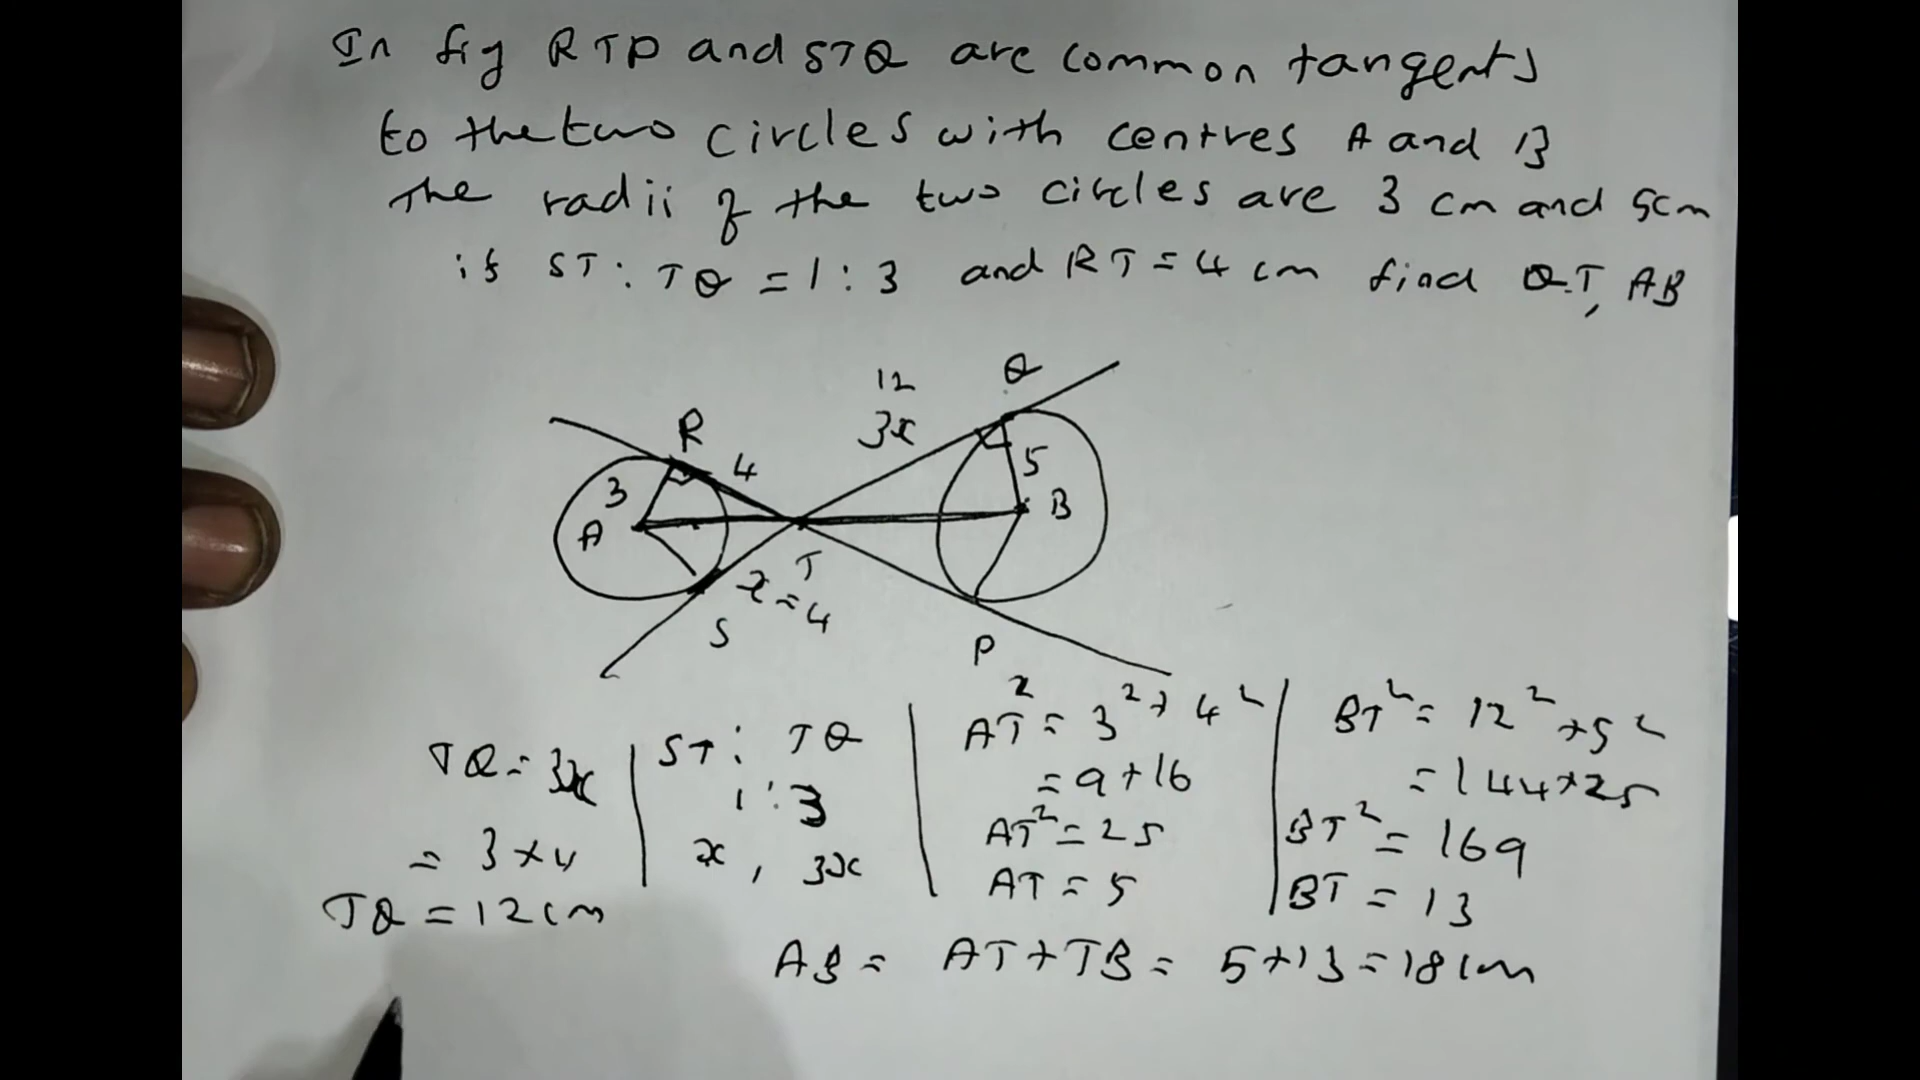 In fig RTP and STQ are common tangents
to the two circles with centres A and B
The radii of the two circles are 3 cm and 5cm
if ST : TQ = 1 : 3 and RT = 4 cm find QT, AB
Q
12
3x
R
4
3
5
A
B
T
x = 4
S
P
TQ = 3x
= 3 × 4
TQ = 12 cm
ST : TQ
1 : 3
x , 3x
AT² = 3² + 4²
= 9 + 16
AT² = 25
AT = 5
BT² = 12² + 5²
= 144 + 25
BT² = 169
BT = 13
AB = AT + TB = 5 + 13 = 18 cm